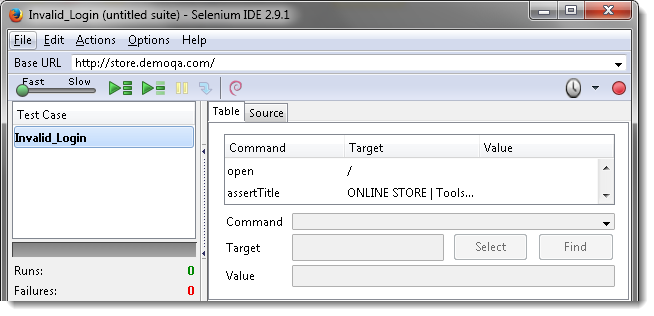 Invalid_Login (untitled suite) - Selenium IDE 2.9.1
File Edit Actions Options Help
Base URL http://store.demoqa.com/
Fast Slow
Test Case
Invalid_Login
Runs: 0
Failures: 0
Table Source
Command Target Value
open /
assertTitle ONLINE STORE | Tools...
Command
Target Select Find
Value